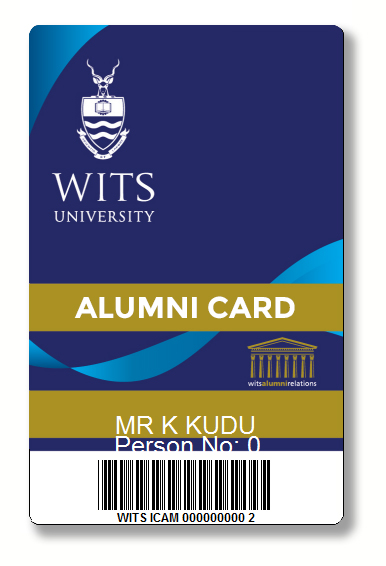 WITS
UNIVERSITY
ALUMNI CARD
witsalumnirelations
MR K KUDU
Person No: 0
WITS ICAM 000000000 2